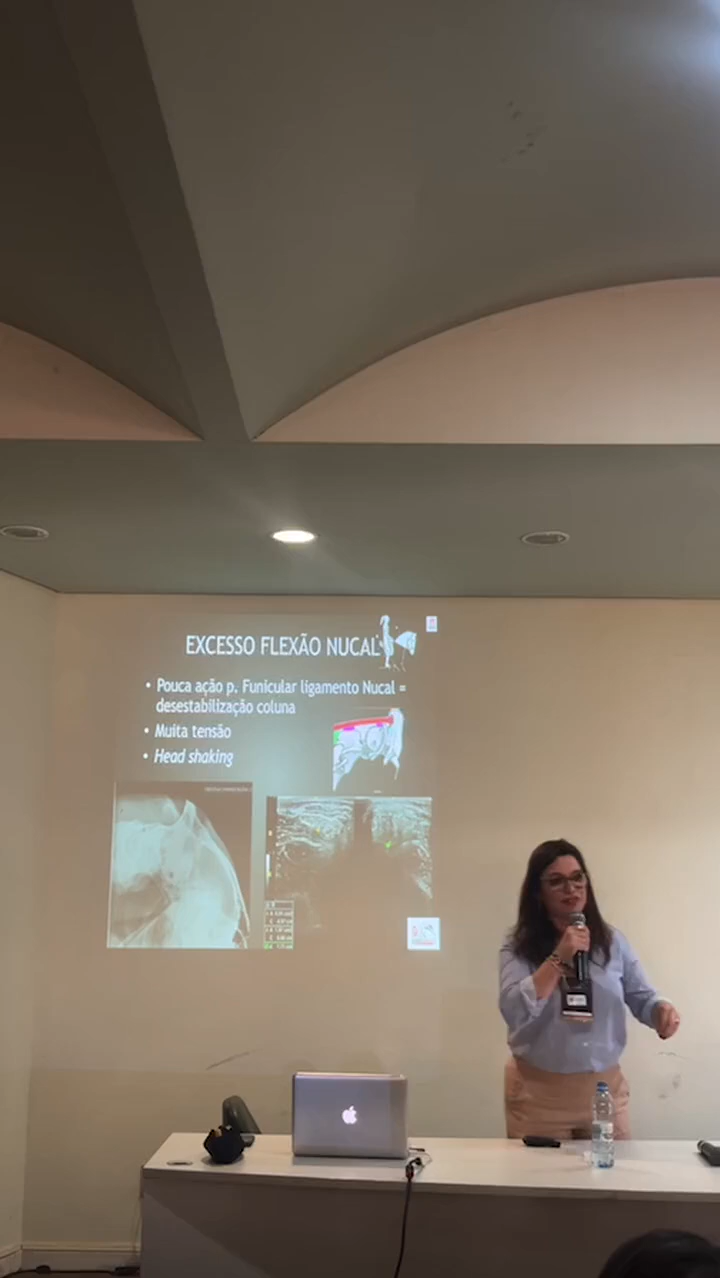 EXCESSO FLEXÃO NUCAL
• Pouca ação p. Funicular ligamento Nucal =
desestabilização coluna
• Muita tensão
• Head shaking